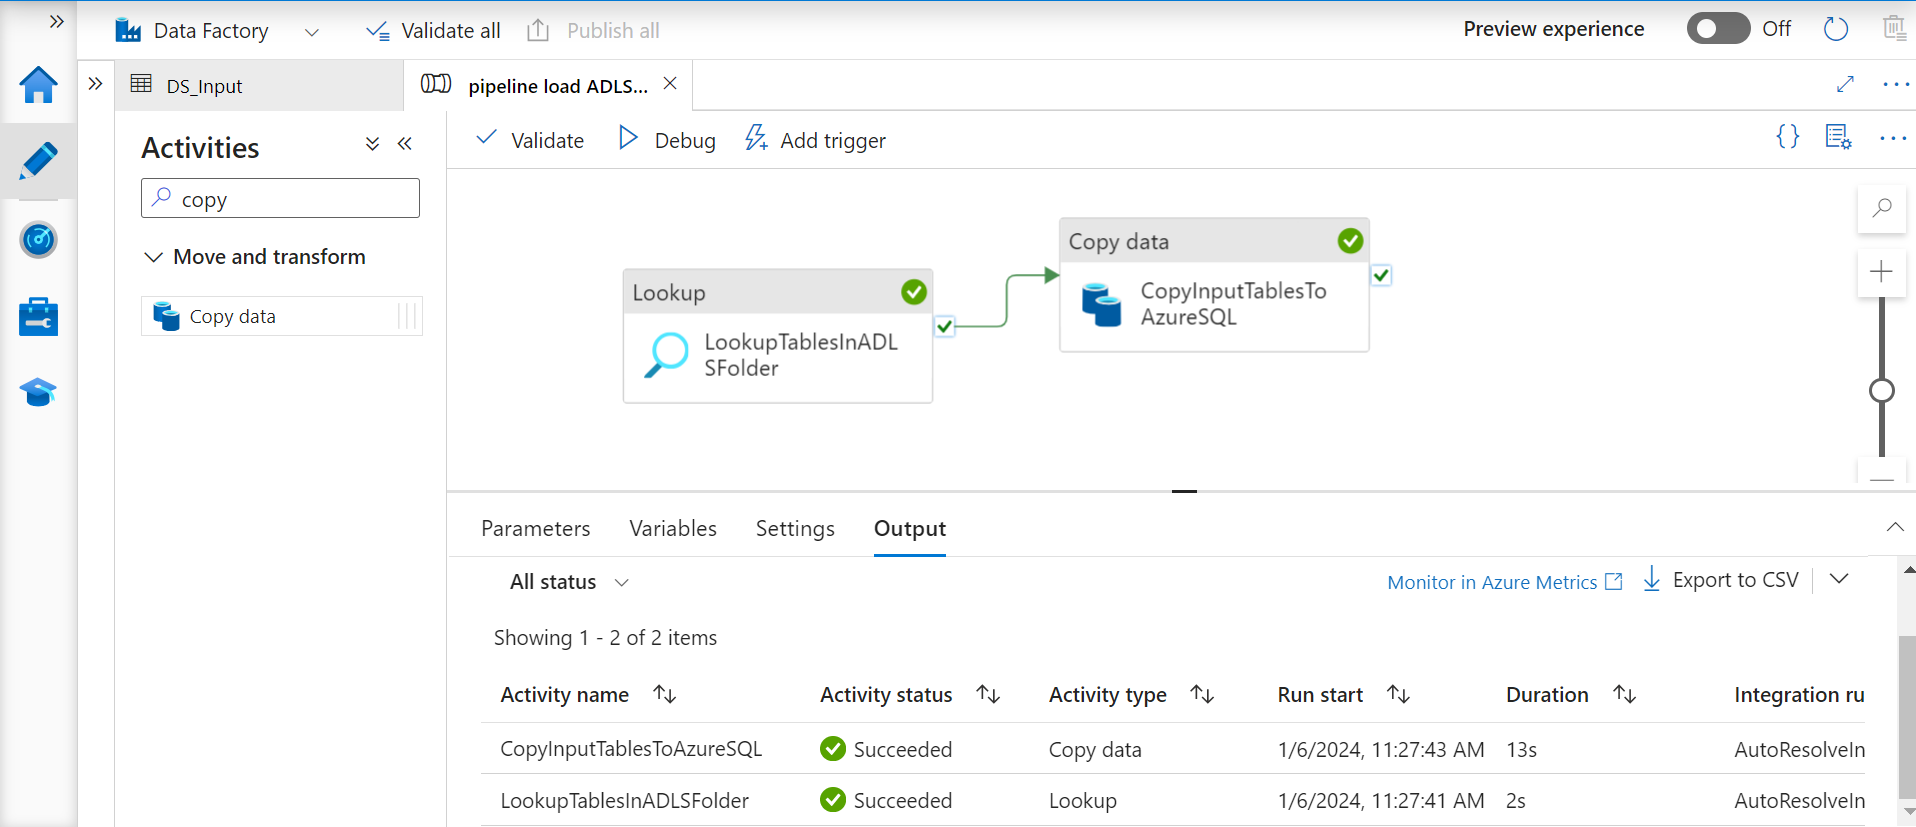 Data Factory
Validate all
Publish all
Preview experience
Off
DS_Input
pipeline load ADLS...
Activities
copy
Move and transform
Copy data
Validate
Debug
Add trigger
{}
Lookup
LookupTablesInADL
SFolder
Copy data
CopyInputTablesTo
AzureSQL
Parameters
Variables
Settings
Output
All status
Monitor in Azure Metrics
Export to CSV
Showing 1 - 2 of 2 items
Activity name
Activity status
Activity type
Run start
Duration
Integration ru
CopyInputTablesToAzureSQL
Succeeded
Copy data
1/6/2024, 11:27:43 AM
13s
AutoResolveIn
LookupTablesInADLSFolder
Succeeded
Lookup
1/6/2024, 11:27:41 AM
2s
AutoResolveIn